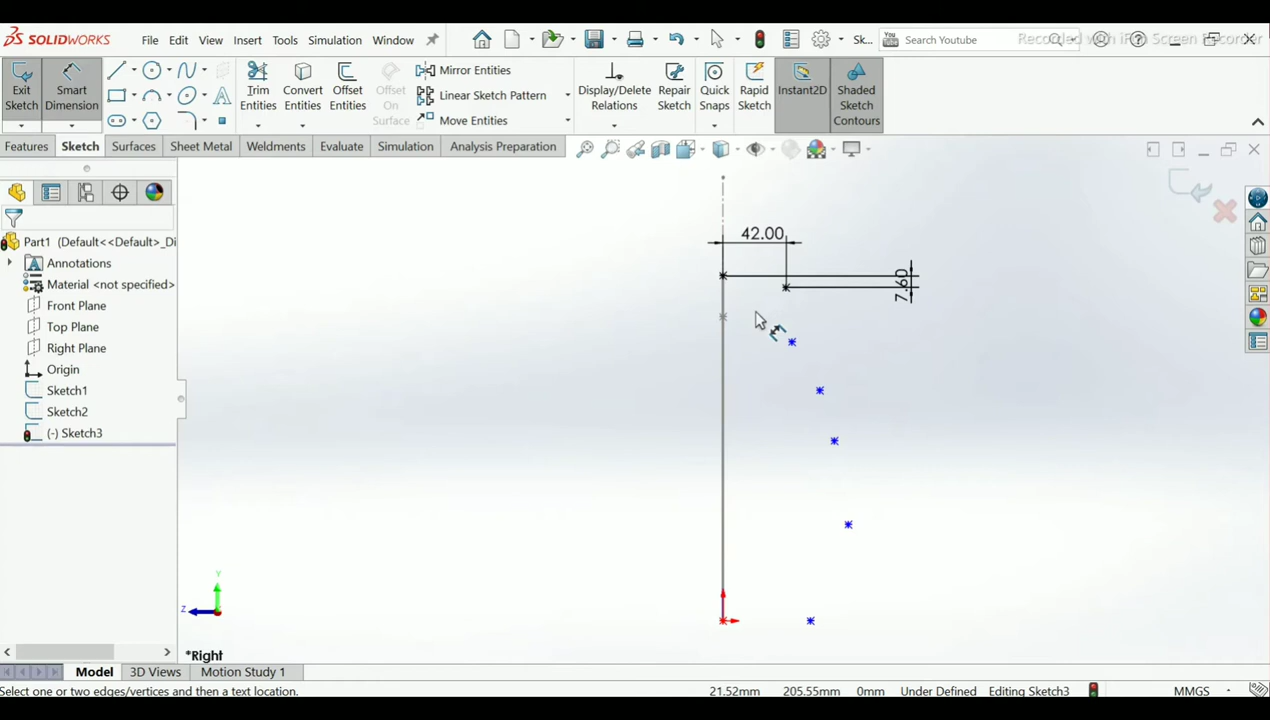 SOLIDWORKS
File Edit View Insert Tools Simulation Window
Sk...
Search Youtube
Recorded with iFun Screen Recorder
Exit Sketch
Smart Dimension
Trim Entities
Convert Entities
Offset Entities
Offset On Surface
Mirror Entities
Linear Sketch Pattern
Move Entities
Display/Delete Relations
Repair Sketch
Quick Snaps
Rapid Sketch
Instant2D
Shaded Sketch Contours
Features Sketch Surfaces Sheet Metal Weldments Evaluate Simulation Analysis Preparation
Part1 (Default<<Default>_Di
Annotations
Material <not specified>
Front Plane
Top Plane
Right Plane
Origin
Sketch1
Sketch2
(-) Sketch3
42.00
7.60
Y
Z
*Right
Model 3D Views Motion Study 1
Select one or two edges/vertices and then a text location.
21.52mm 205.55mm 0mm Under Defined Editing Sketch3 MMGS